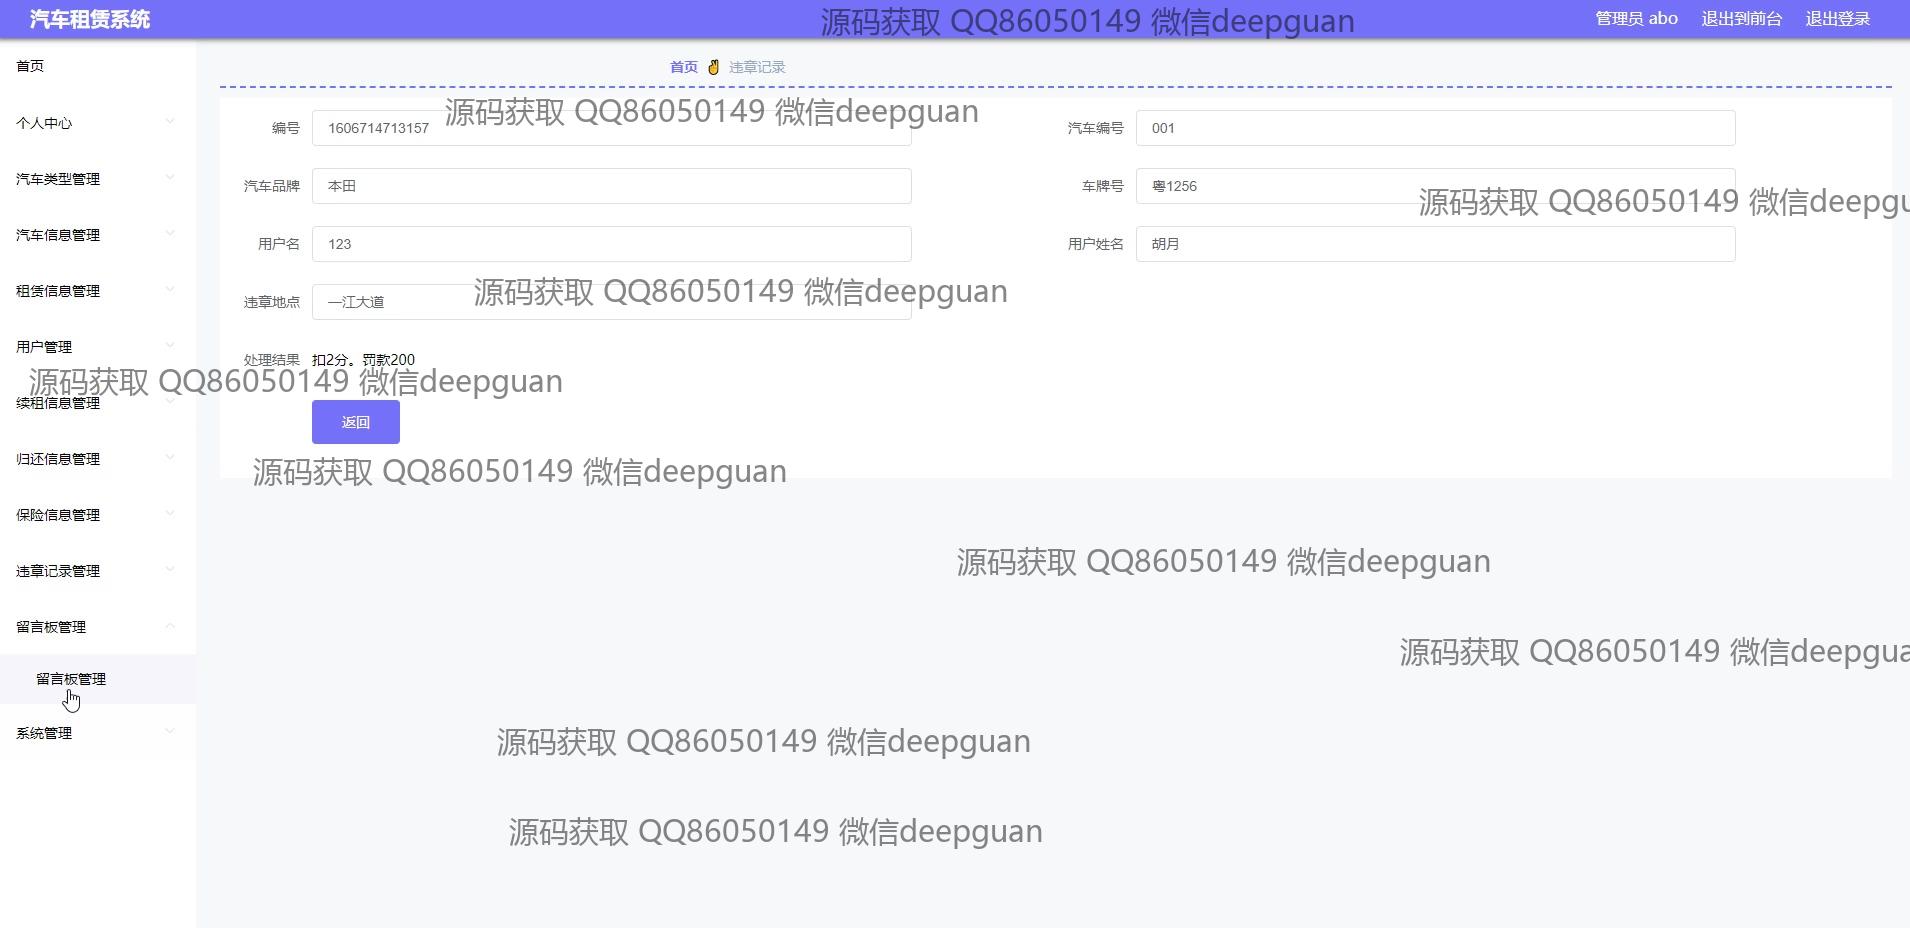 汽车租赁系统
源码获取 QQ86050149 微信deepguan
管理员 abo 退出到前台 退出登录
首页
首页 违章记录
源码获取 QQ86050149 微信deepguan
个人中心
编号 1606714713157
汽车编号 001
汽车类型管理
汽车品牌 本田
车牌号 粤1256
源码获取 QQ86050149 微信deepgu
汽车信息管理
用户名 123
用户姓名 胡月
租赁信息管理
违章地点 一江大道
源码获取 QQ86050149 微信deepguan
用户管理
处理结果 扣2分。罚款200
源码获取 QQ86050149 微信deepguan
续租信息管理
返回
归还信息管理
源码获取 QQ86050149 微信deepguan
保险信息管理
源码获取 QQ86050149 微信deepguan
违章记录管理
留言板管理
源码获取 QQ86050149 微信deepgua
留言板管理
系统管理
源码获取 QQ86050149 微信deepguan
源码获取 QQ86050149 微信deepguan